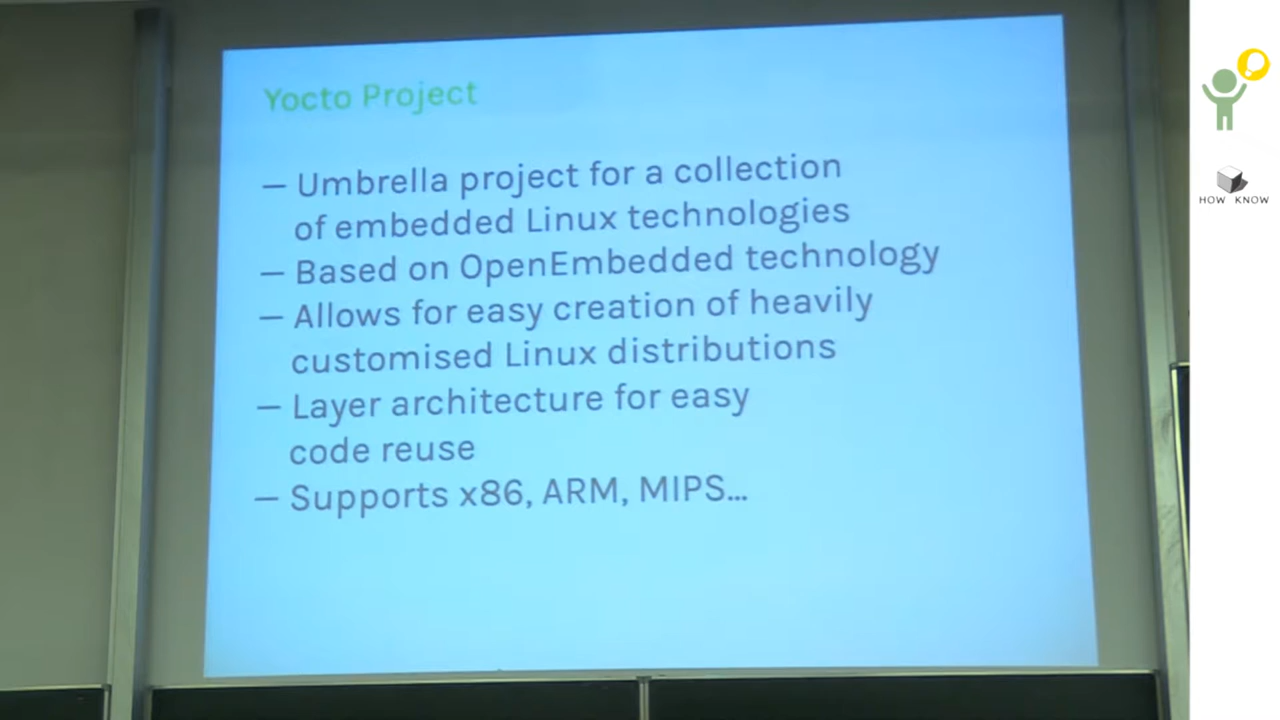 Yocto Project
— Umbrella project for a collection
of embedded Linux technologies
— Based on OpenEmbedded technology
— Allows for easy creation of heavily
customised Linux distributions
— Layer architecture for easy
code reuse
— Supports x86, ARM, MIPS...
HOW KNOW